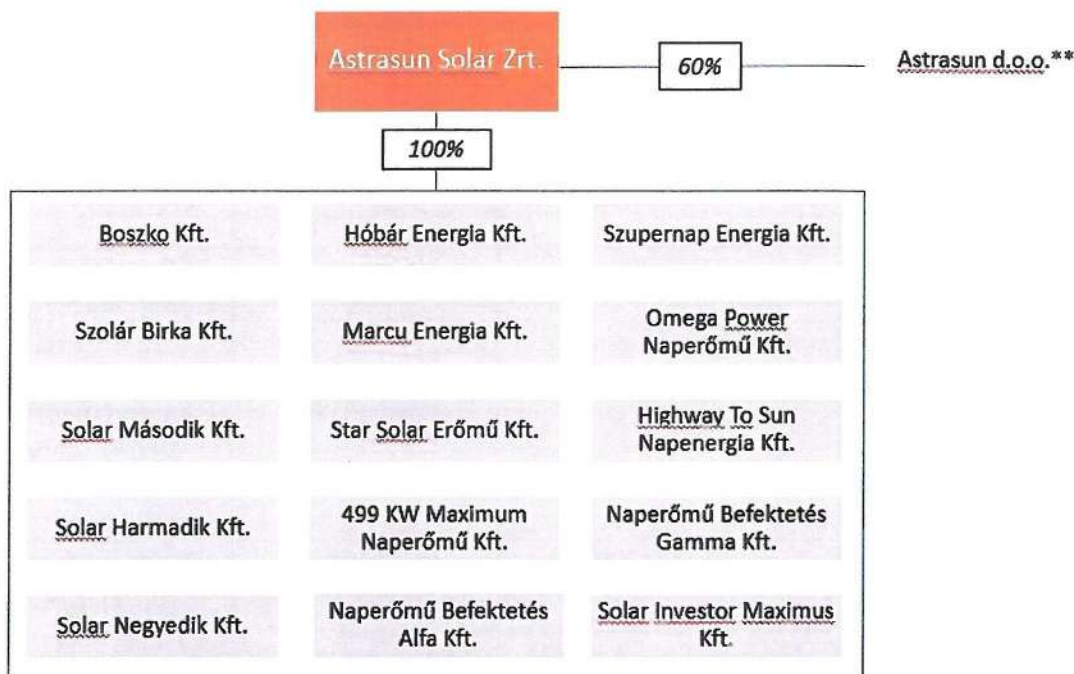 Astrasun Solar Zrt.
60%
Astrasun d.o.o.**
100%
Boszko Kft.
Hóbár Energia Kft.
Szupernap Energia Kft.
Szolár Birka Kft.
Marcu Energia Kft.
Omega Power
Naperőmű Kft.
Solar Második Kft.
Star Solar Erőmű Kft.
Highway To Sun
Napenergia Kft.
Solar Harmadik Kft.
499 KW Maximum
Naperőmű Kft.
Naperőmű Befektetés
Gamma Kft.
Solar Negyedik Kft.
Naperőmű Befektetés
Alfa Kft.
Solar Investor Maximus
Kft.